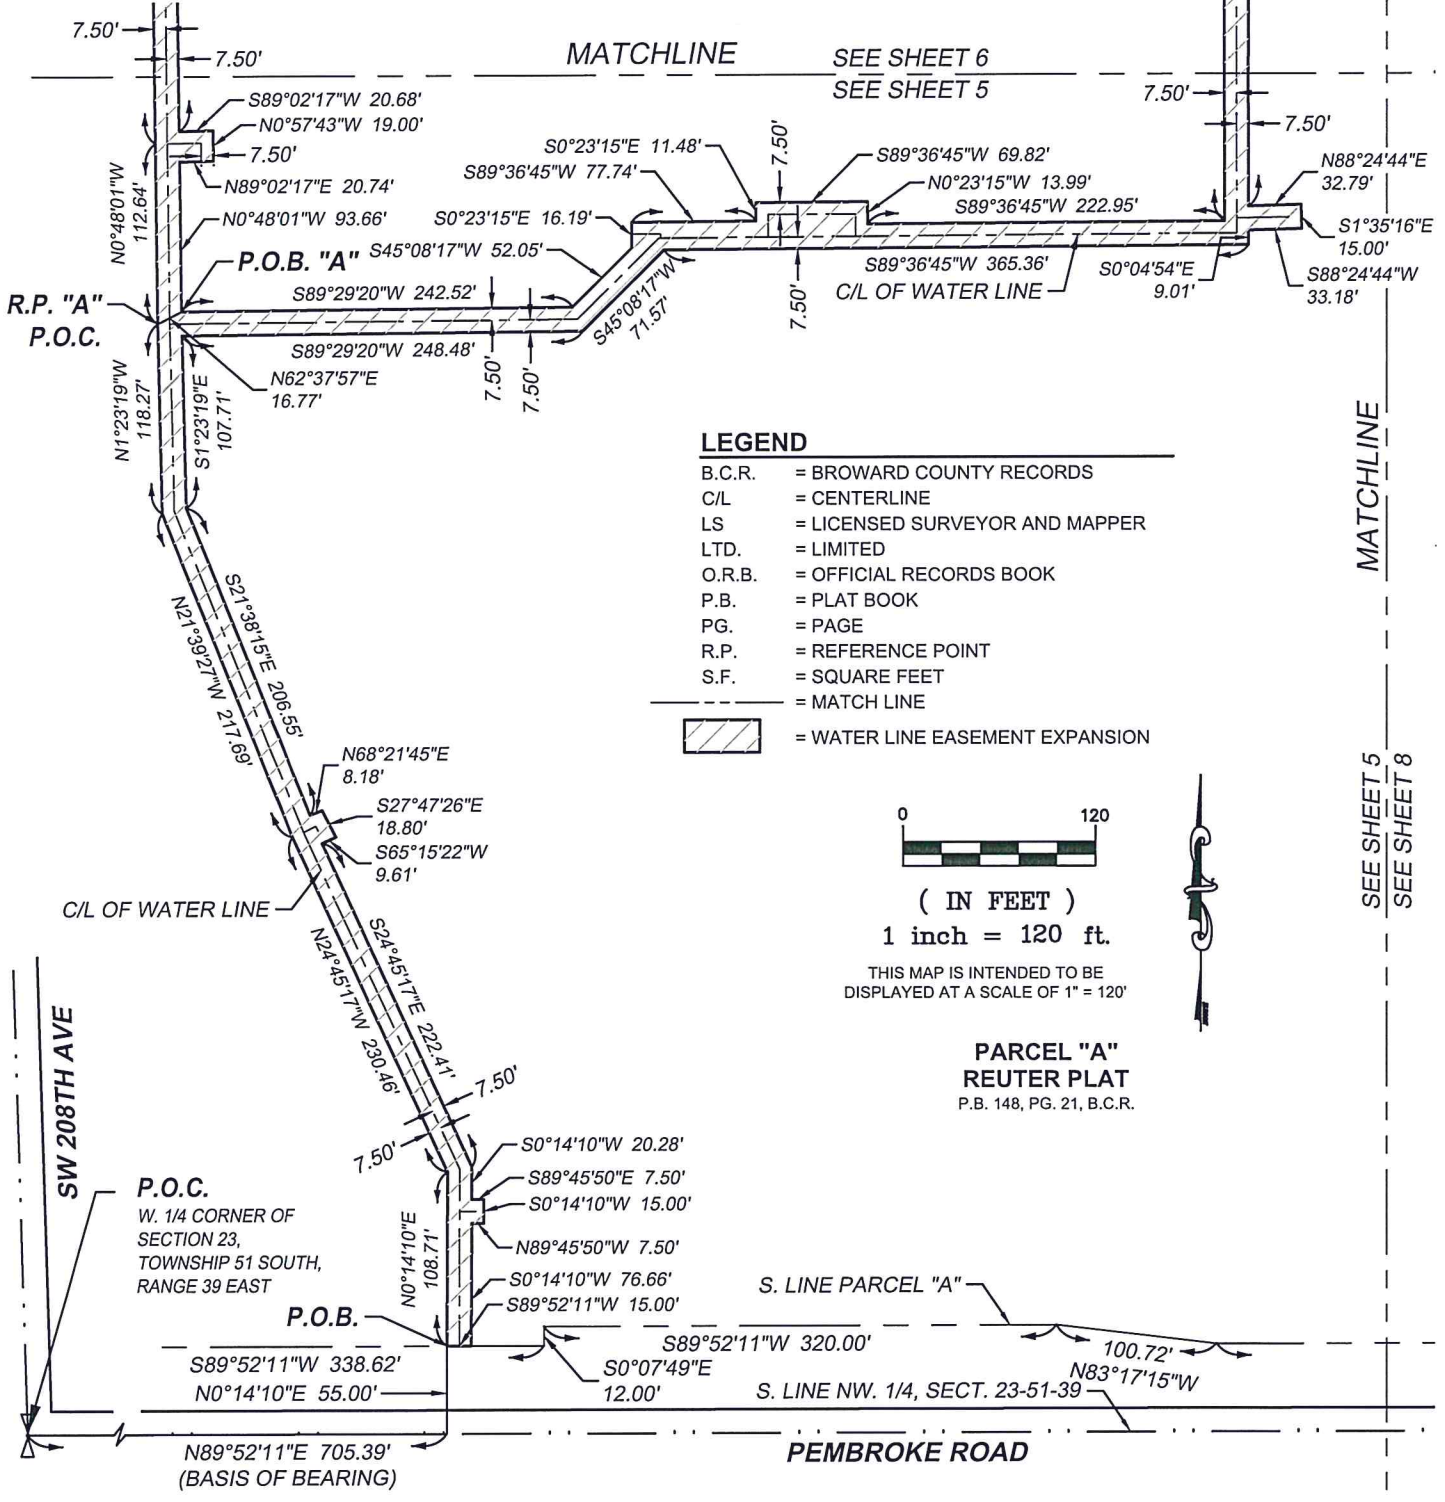 7.50'
7.50'
MATCHLINE
SEE SHEET 6
SEE SHEET 5
7.50'
7.50'
S89°02'17"W 20.68'
N0°57'43"W 19.00'
7.50'
N89°02'17"E 20.74'
N0°48'01"W
112.64'
N0°48'01"W 93.66'
S0°23'15"E 11.48'
S89°36'45"W 77.74'
7.50'
S89°36'45"W 69.82'
N0°23'15"W 13.99'
S89°36'45"W 222.95'
N88°24'44"E
32.79'
S1°35'16"E
15.00'
S88°24'44"W
33.18'
S0°04'54"E
9.01'
S0°23'15"E 16.19'
S45°08'17"W 52.05'
S89°36'45"W 365.36'
C/L OF WATER LINE
7.50'
P.O.B. "A"
R.P. "A"
P.O.C.
S89°29'20"W 242.52'
S89°29'20"W 248.48'
S45°08'17"W
71.57'
7.50'
7.50'
N62°37'57"E
16.77'
N1°23'19"W
118.27'
S1°23'19"E
107.71'
LEGEND
B.C.R. = BROWARD COUNTY RECORDS
C/L = CENTERLINE
LS = LICENSED SURVEYOR AND MAPPER
LTD. = LIMITED
O.R.B. = OFFICIAL RECORDS BOOK
P.B. = PLAT BOOK
PG. = PAGE
R.P. = REFERENCE POINT
S.F. = SQUARE FEET
= MATCH LINE
= WATER LINE EASEMENT EXPANSION
MATCHLINE
SEE SHEET 5
SEE SHEET 8
S21°38'15"E 206.55'
N21°39'27"W 217.69'
N68°21'45"E
8.18'
S27°47'26"E
18.80'
S65°15'22"W
9.61'
C/L OF WATER LINE
S24°45'17"E 222.41'
N24°45'17"W 230.46'
0 120
( IN FEET )
1 inch = 120 ft.
THIS MAP IS INTENDED TO BE
DISPLAYED AT A SCALE OF 1" = 120'
PARCEL "A"
REUTER PLAT
P.B. 148, PG. 21, B.C.R.
7.50'
7.50'
SW 208TH AVE
P.O.C.
W. 1/4 CORNER OF
SECTION 23,
TOWNSHIP 51 SOUTH,
RANGE 39 EAST
S0°14'10"W 20.28'
S89°45'50"E 7.50'
S0°14'10"W 15.00'
N89°45'50"W 7.50'
S0°14'10"W 76.66'
S89°52'11"W 15.00'
N0°14'10"E
108.71'
P.O.B.
S. LINE PARCEL "A"
S89°52'11"W 338.62'
N0°14'10"E 55.00'
S89°52'11"W 320.00'
S0°07'49"E
12.00'
100.72'
N83°17'15"W
S. LINE NW. 1/4, SECT. 23-51-39
N89°52'11"E 705.39'
(BASIS OF BEARING)
PEMBROKE ROAD